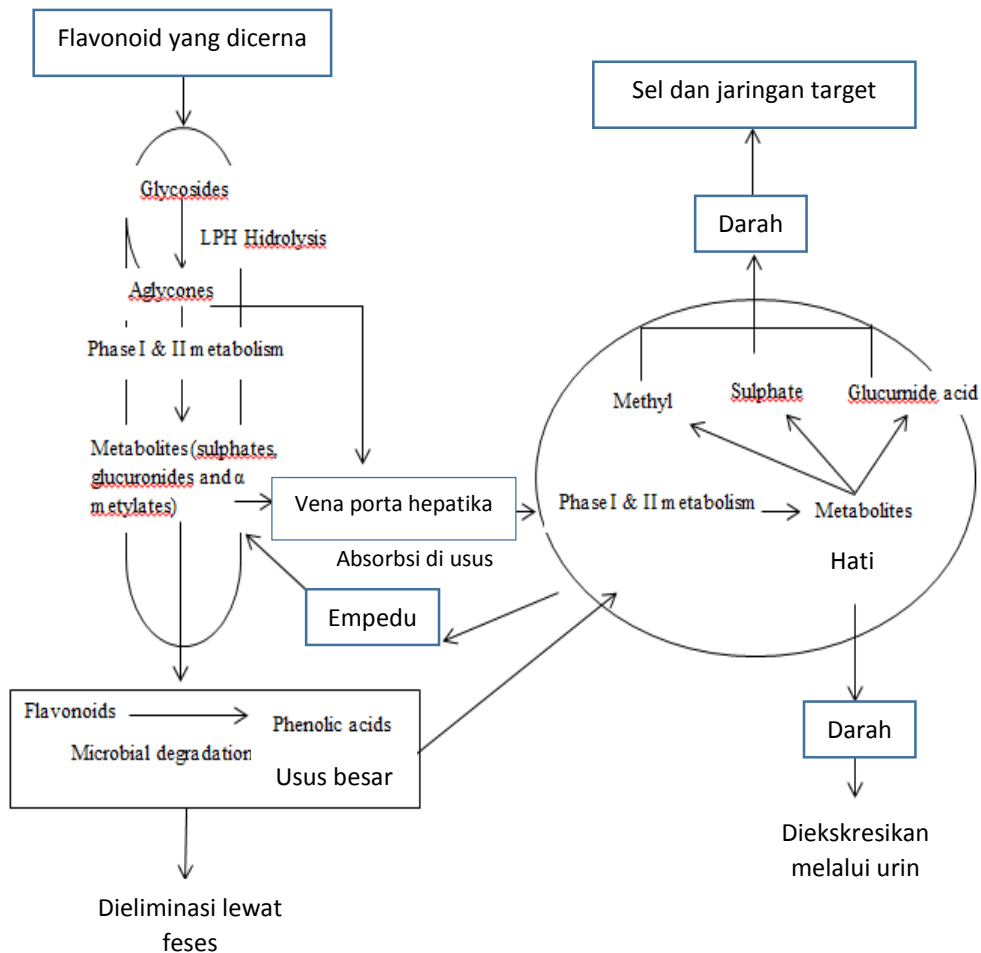 Flavonoid yang dicerna
Glycosides
LPH Hidrolysis
Aglycones
Phase I & II metabolism
Metabolites (sulphates,
glucuronides and α
metylates)
Vena porta hepatika
Absorbsi di usus
Empedu
Flavonoids
Phenolic acids
Microbial degradation
Usus besar
Dieliminasi lewat
feses
Sel dan jaringan target
Darah
Methyl
Sulphate
Glucurnide acid
Phase I & II metabolism
Metabolites
Hati
Darah
Diekskresikan
melalui urin